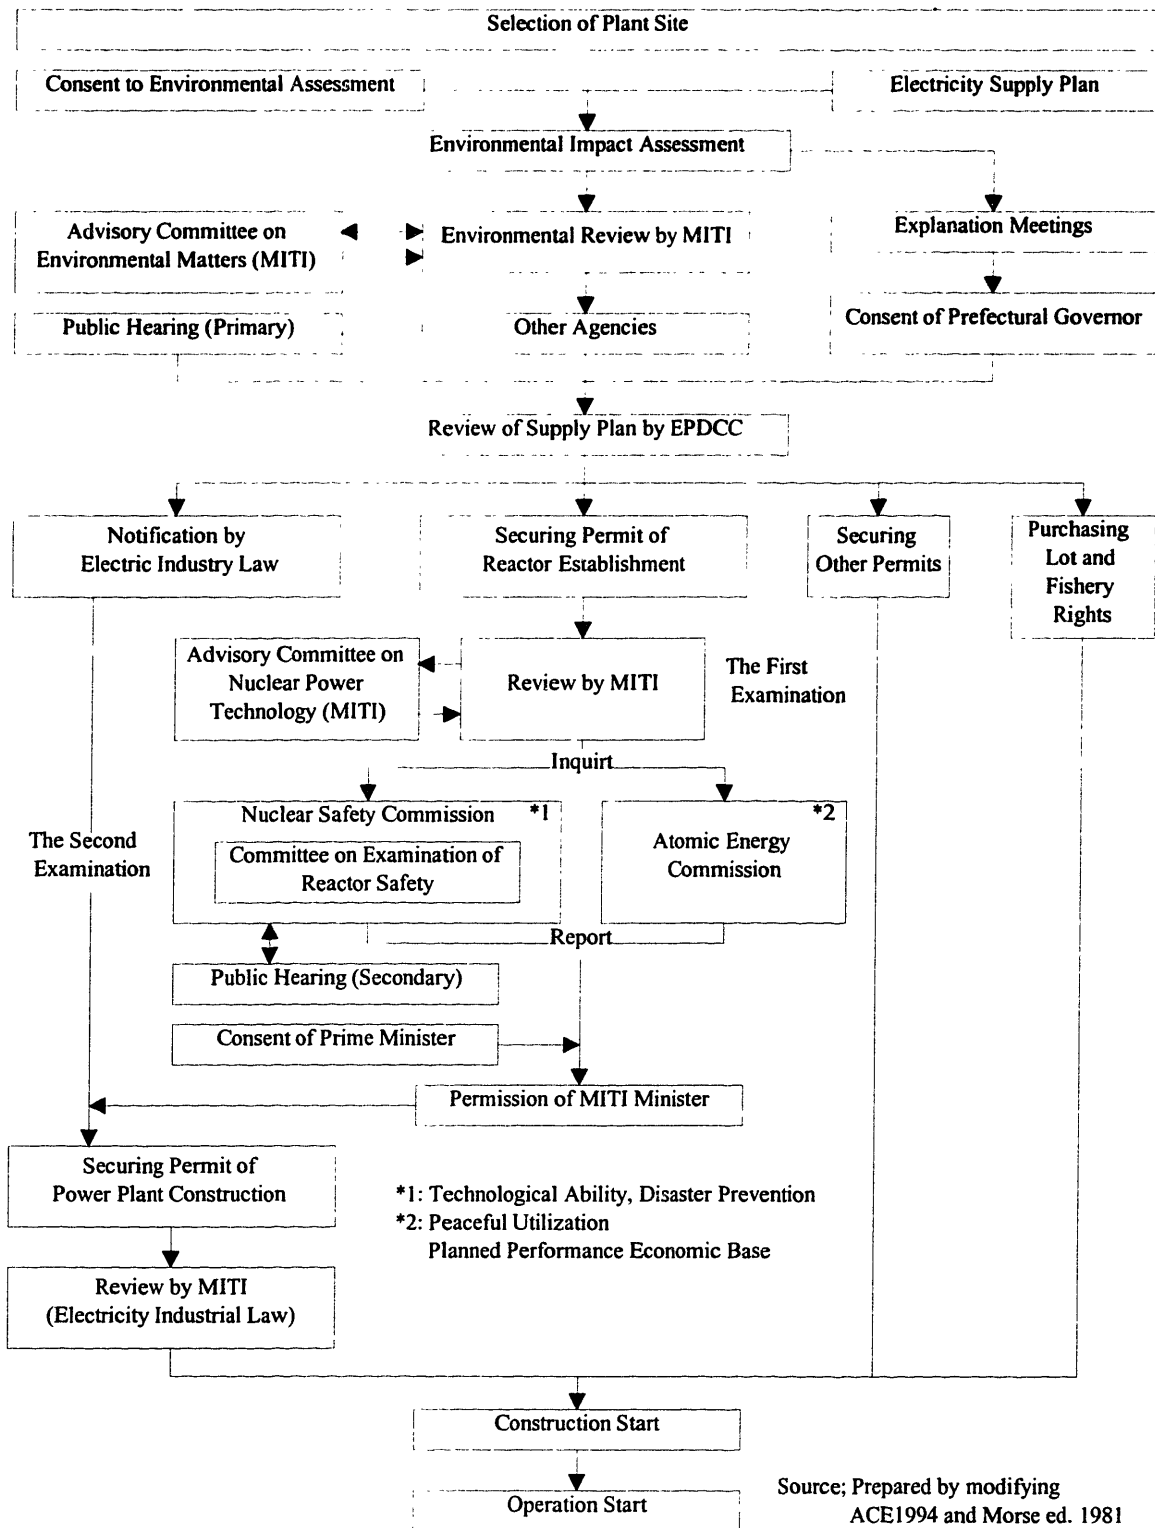 Selection of Plant Site
Consent to Environmental Assessment
Electricity Supply Plan
Environmental Impact Assessment
Advisory Committee on
Environmental Matters (MITI)
Environmental Review by MITI
Explanation Meetings
Public Hearing (Primary)
Other Agencies
Consent of Prefectural Governor
Review of Supply Plan by EPDCC
Notification by
Electric Industry Law
Securing Permit of
Reactor Establishment
Securing
Other Permits
Purchasing
Lot and
Fishery
Rights
Advisory Committee on
Nuclear Power
Technology (MITI)
Review by MITI
The First
Examination
Inquirt
Nuclear Safety Commission *1
Committee on Examination of
Reactor Safety
*2
Atomic Energy
Commission
The Second
Examination
Report
Public Hearing (Secondary)
Consent of Prime Minister
Permission of MITI Minister
Securing Permit of
Power Plant Construction
*1: Technological Ability, Disaster Prevention
*2: Peaceful Utilization
Planned Performance Economic Base
Review by MITI
(Electricity Industrial Law)
Construction Start
Operation Start
Source; Prepared by modifying
ACE1994 and Morse ed. 1981